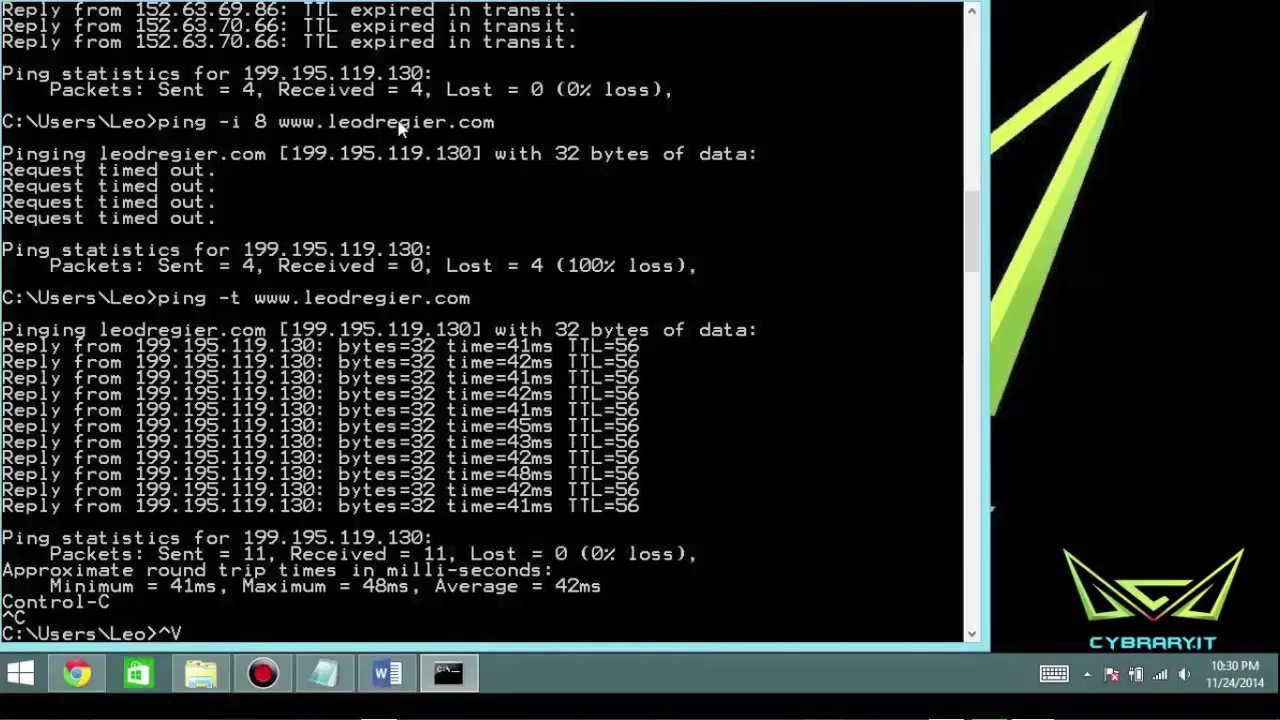 Reply from 152.63.69.86: TTL expired in transit.
Reply from 152.63.70.66: TTL expired in transit.
Reply from 152.63.70.66: TTL expired in transit.
Ping statistics for 199.195.119.130:
Packets: Sent = 4, Received = 4, Lost = 0 (0% loss),
C:\Users\Leo>ping -i 8 www.leodregier.com
Pinging leodregier.com [199.195.119.130] with 32 bytes of data:
Request timed out.
Request timed out.
Request timed out.
Request timed out.
Ping statistics for 199.195.119.130:
Packets: Sent = 4, Received = 0, Lost = 4 (100% loss),
C:\Users\Leo>ping -t www.leodregier.com
Pinging leodregier.com [199.195.119.130] with 32 bytes of data:
Reply from 199.195.119.130: bytes=32 time=41ms TTL=56
Reply from 199.195.119.130: bytes=32 time=42ms TTL=56
Reply from 199.195.119.130: bytes=32 time=41ms TTL=56
Reply from 199.195.119.130: bytes=32 time=42ms TTL=56
Reply from 199.195.119.130: bytes=32 time=41ms TTL=56
Reply from 199.195.119.130: bytes=32 time=45ms TTL=56
Reply from 199.195.119.130: bytes=32 time=43ms TTL=56
Reply from 199.195.119.130: bytes=32 time=42ms TTL=56
Reply from 199.195.119.130: bytes=32 time=48ms TTL=56
Reply from 199.195.119.130: bytes=32 time=42ms TTL=56
Reply from 199.195.119.130: bytes=32 time=41ms TTL=56
Ping statistics for 199.195.119.130:
Packets: Sent = 11, Received = 11, Lost = 0 (0% loss),
Approximate round trip times in milli-seconds:
Minimum = 41ms, Maximum = 48ms, Average = 42ms
Control-C
^C
C:\Users\Leo>^V
CYBRARY.IT
10:30 PM
11/24/2014